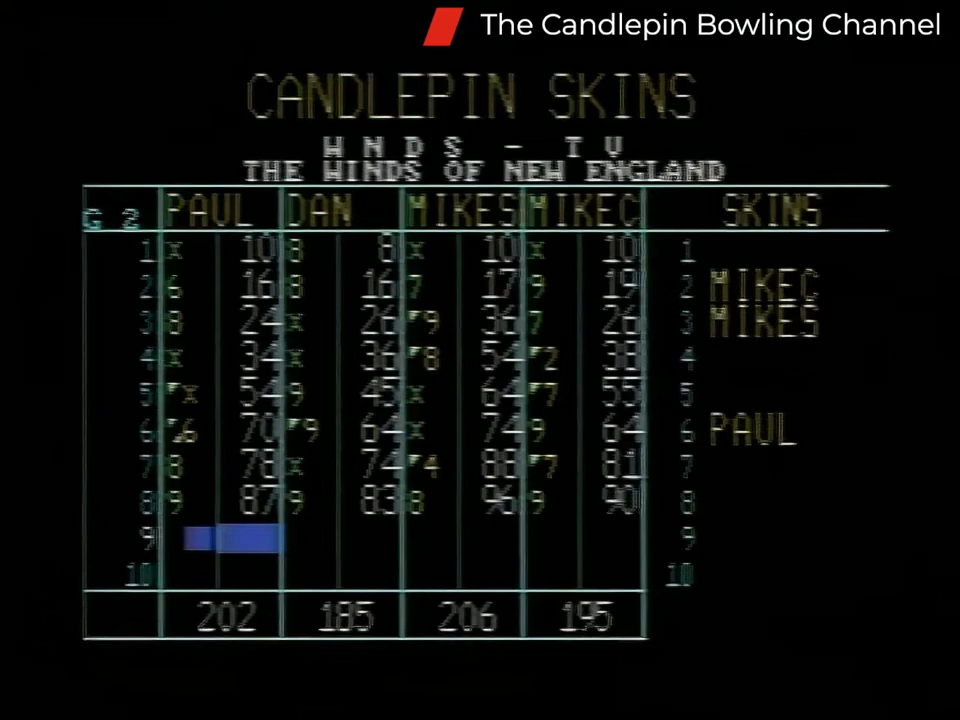 The Candlepin Bowling Channel
CANDLEPIN SKINS
W N D S - T V
THE WINDS OF NEW ENGLAND
G 2 PAUL DAN MIKES MIKEC SKINS
1 x 10 8 8 x 10 x 10 1
2 6 16 8 16 7 17 9 19 2 MIKEC
3 8 24 x 26 9 36 7 26 3 MIKES
4 x 34 x 36 8 54 2 38 4
5 x 54 9 45 x 64 7 55 5
6 6 70 9 64 x 74 9 64 6 PAUL
7 8 78 x 74 4 88 7 81 7
8 9 87 9 83 8 96 9 90 8
9 9
10 10
202 185 206 195